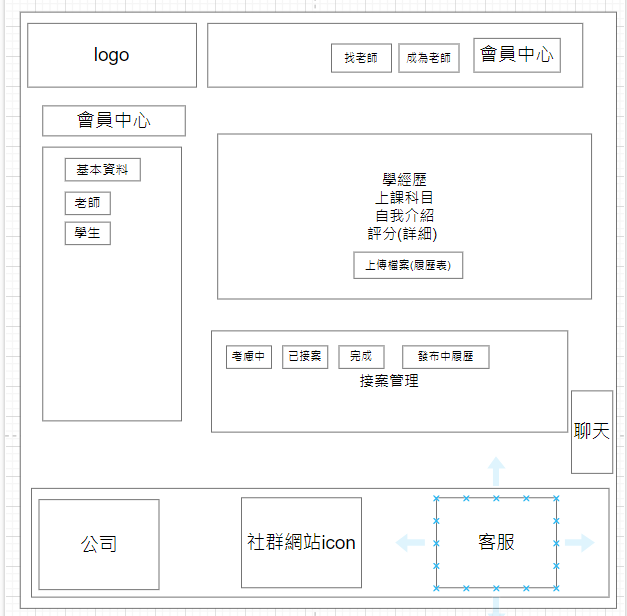 logo
找老師
成為老師
會員中心
會員中心
基本資料
老師
學生
學經歷
上課科目
自我介紹
評分(詳細)
上傳檔案(履歷表)
考慮中
已接案
完成
發布中履歷
接案管理
聊天
公司
社群網站icon
客服